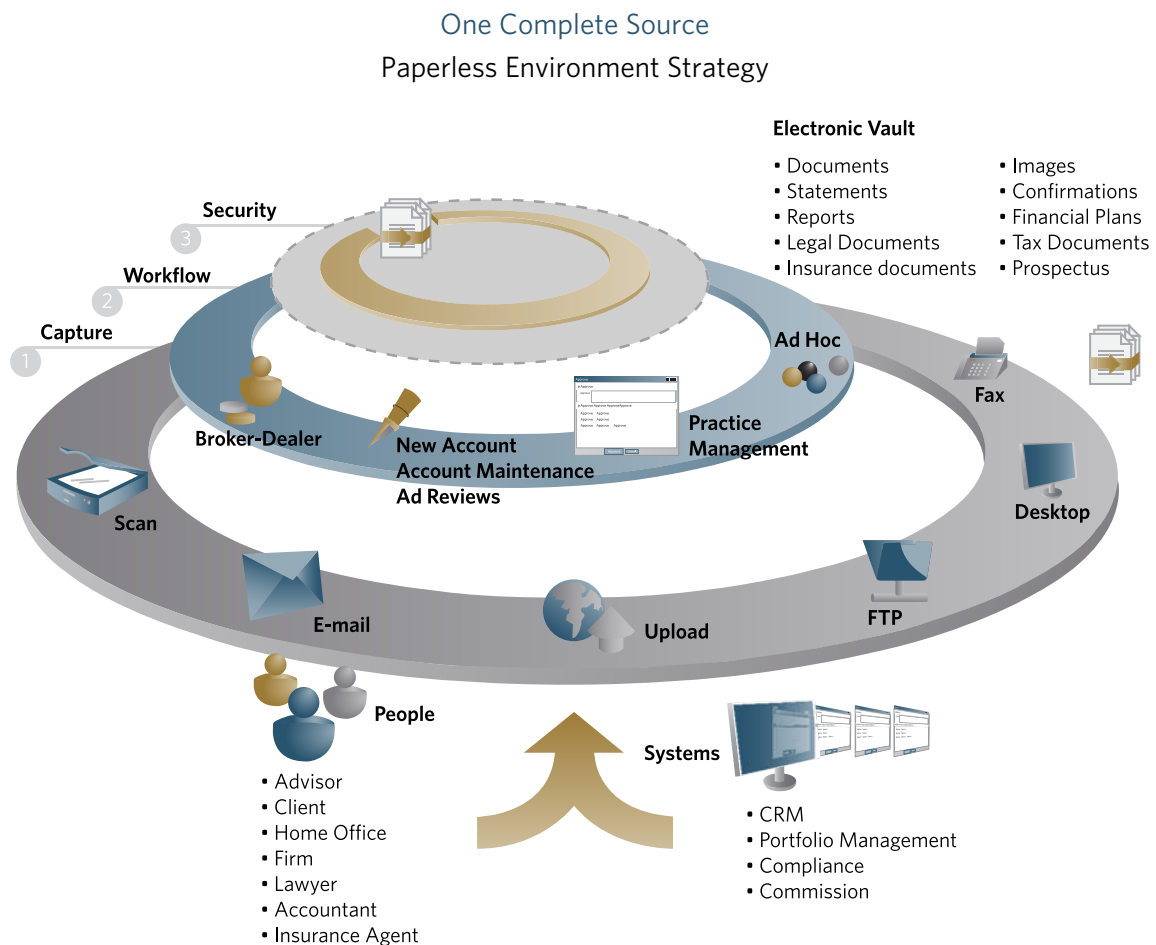 One Complete Source
Paperless Environment Strategy
Electronic Vault
• Documents
• Statements
• Reports
• Legal Documents
• Insurance documents
• Images
• Confirmations
• Financial Plans
• Tax Documents
• Prospectus
Security
3
Workflow
2
Capture
1
Ad Hoc
Fax
Broker-Dealer
New Account
Account Maintenance
Ad Reviews
Practice
Management
Desktop
Scan
FTP
E-mail
Upload
People
• Advisor
• Client
• Home Office
• Firm
• Lawyer
• Accountant
• Insurance Agent
Systems
• CRM
• Portfolio Management
• Compliance
• Commission